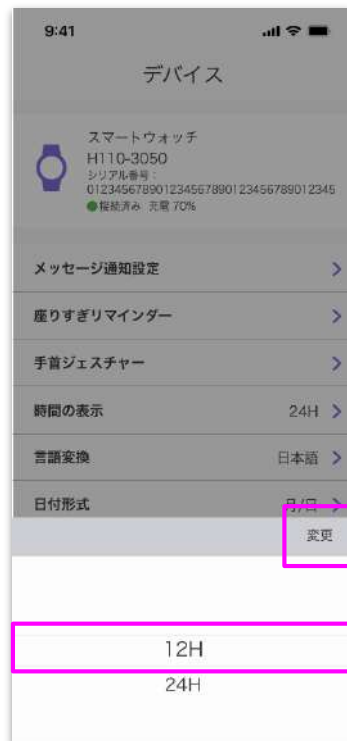 9:41
デバイス
スマートウォッチ
H110-3050
シリアル番号：
012345678901234567890123456789012345
接続済み 充電 70%
メッセージ通知設定
座りすぎリマインダー
手首ジェスチャー
時間の表示 24H
言語変換 日本語
日付形式 月/日
変更
12H
24H